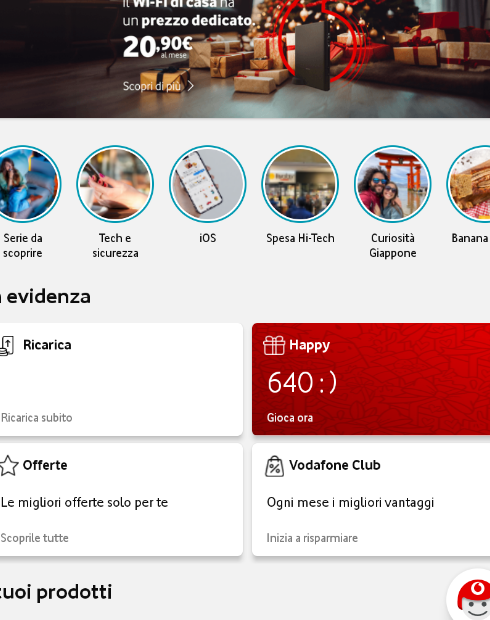 il Wi-Fi di casa ha
un prezzo dedicato.
20,90€
al mese
Scopri di più
Serie da
scoprire
Tech e
sicurezza
iOS
Spesa Hi-Tech
Curiosità
Giappone
Banana
evidenza
Ricarica
Ricarica subito
Happy
640 :)
Gioca ora
Offerte
Le migliori offerte solo per te
Scoprile tutte
Vodafone Club
Ogni mese i migliori vantaggi
Inizia a risparmiare
tuoi prodotti